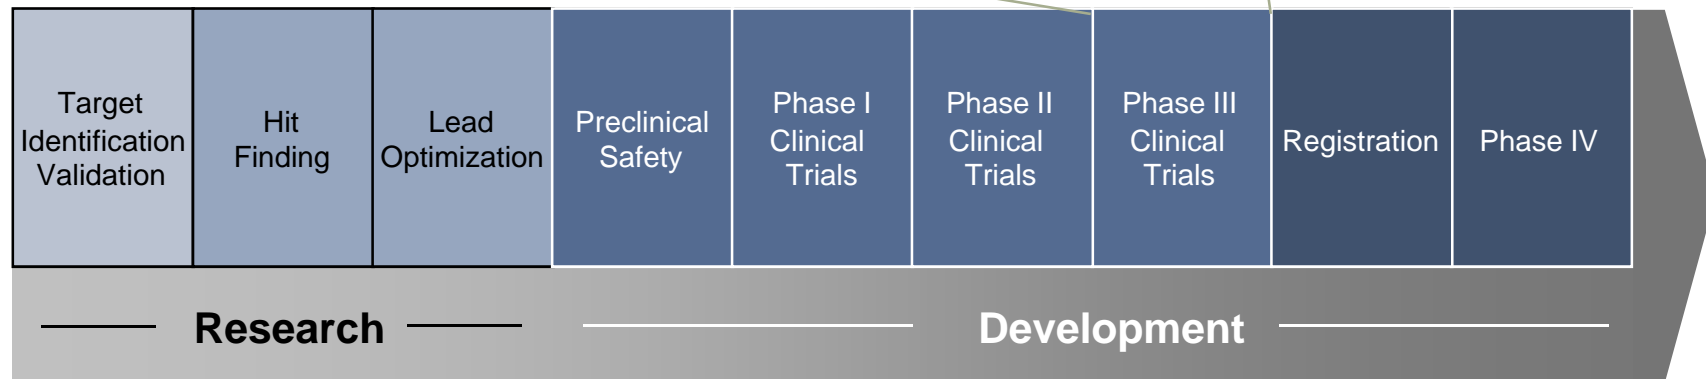 Target
Identification
Validation
Hit
Finding
Lead
Optimization
Preclinical
Safety
Phase I
Clinical
Trials
Phase II
Clinical
Trials
Phase III
Clinical
Trials
Registration
Phase IV
Research
Development